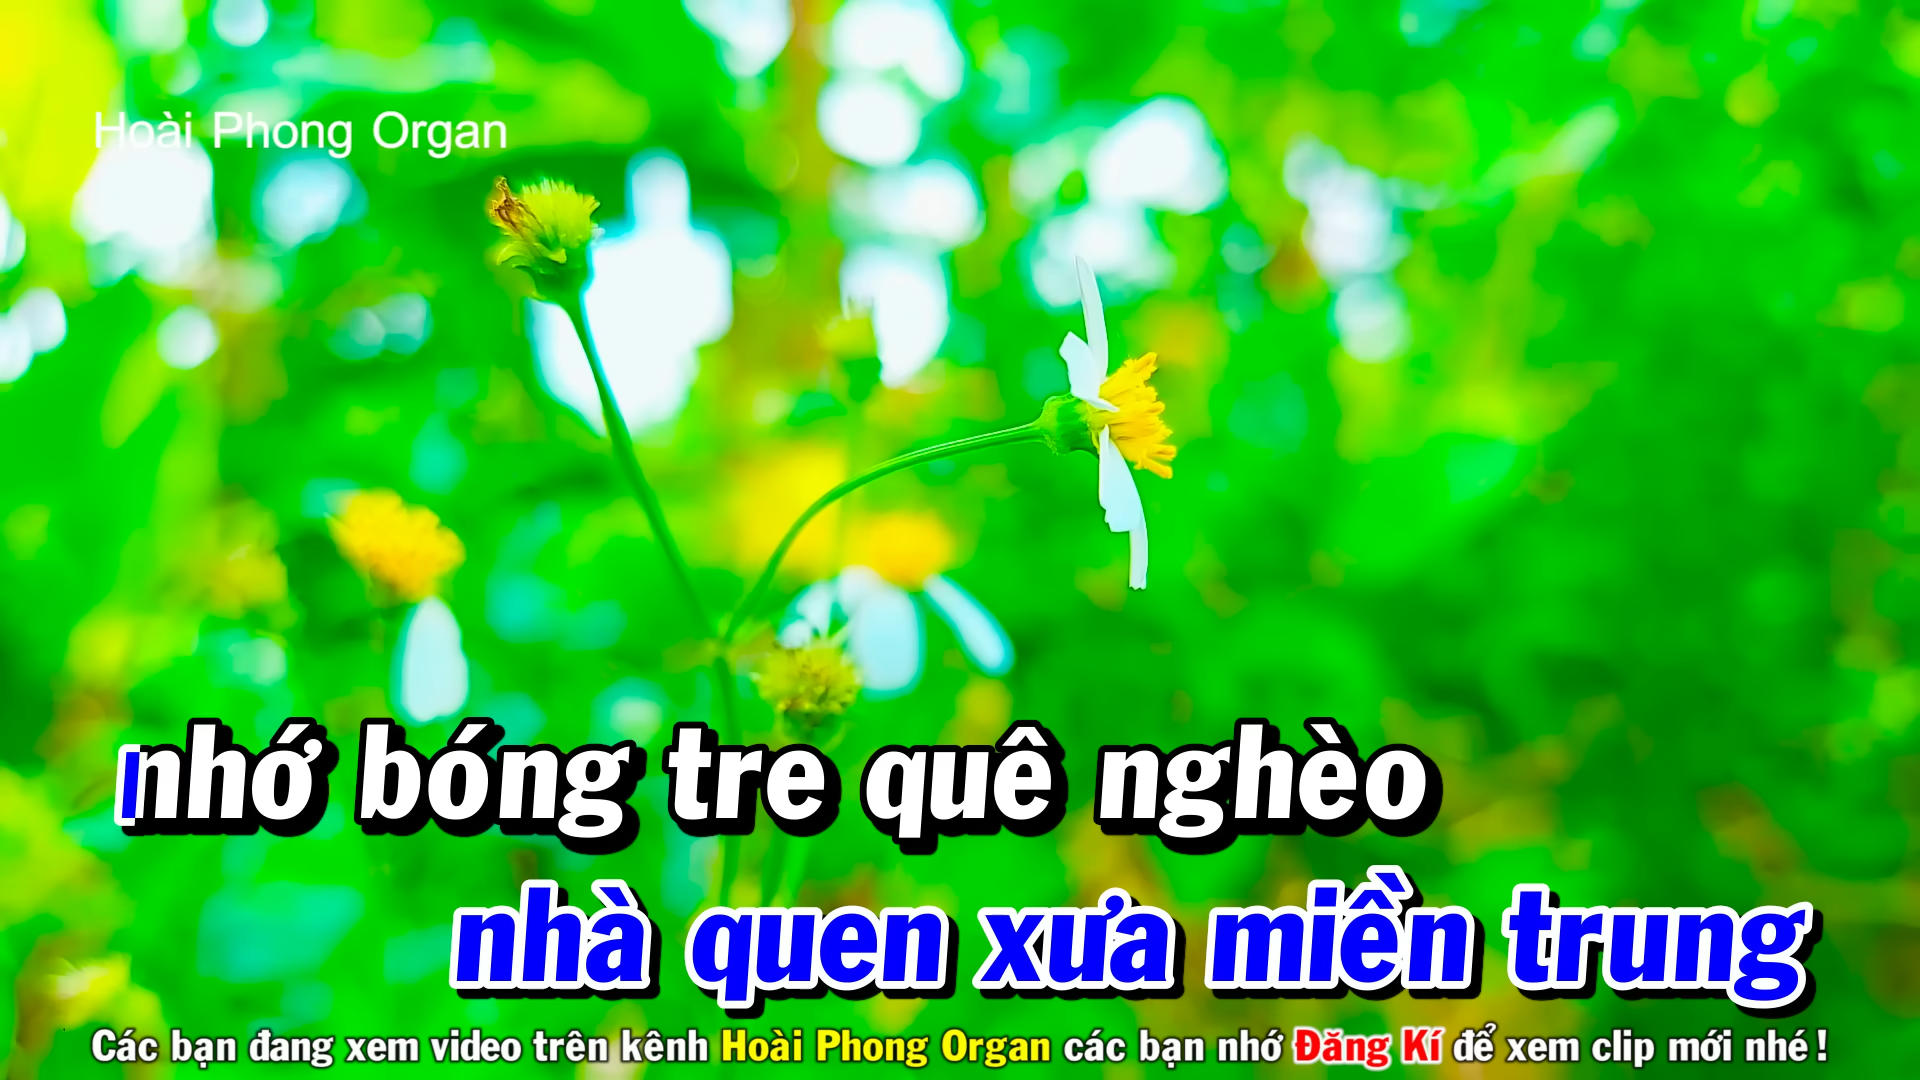 Hoài Phong Organ
nhớ bóng tre quê nghèo
nhà quen xưa miền trung
Các bạn đang xem video trên kênh Hoài Phong Organ các bạn nhớ Đăng Kí để xem clip mới nhé !